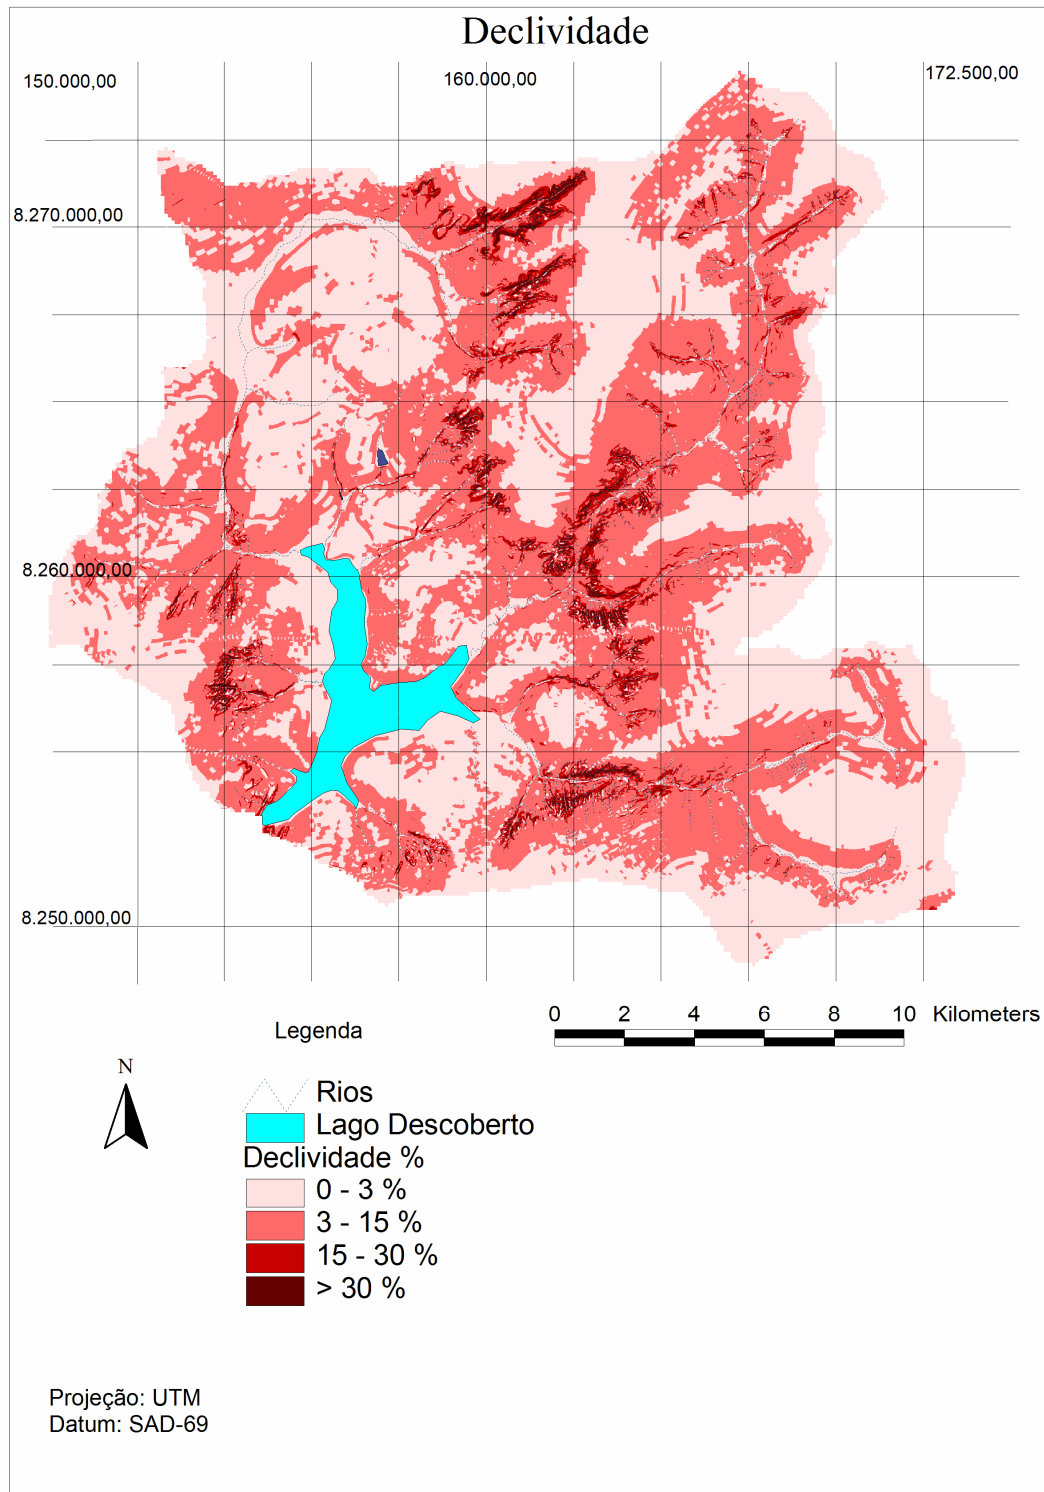 Declividade
150.000,00
160.000,00
172.500,00
8.270.000,00
8.260.000,00
8.250.000,00
0 2 4 6 8 10 Kilometers
Legenda
N
Rios
Lago Descoberto
Declividade %
0 - 3 %
3 - 15 %
15 - 30 %
> 30 %
Projeção: UTM
Datum: SAD-69